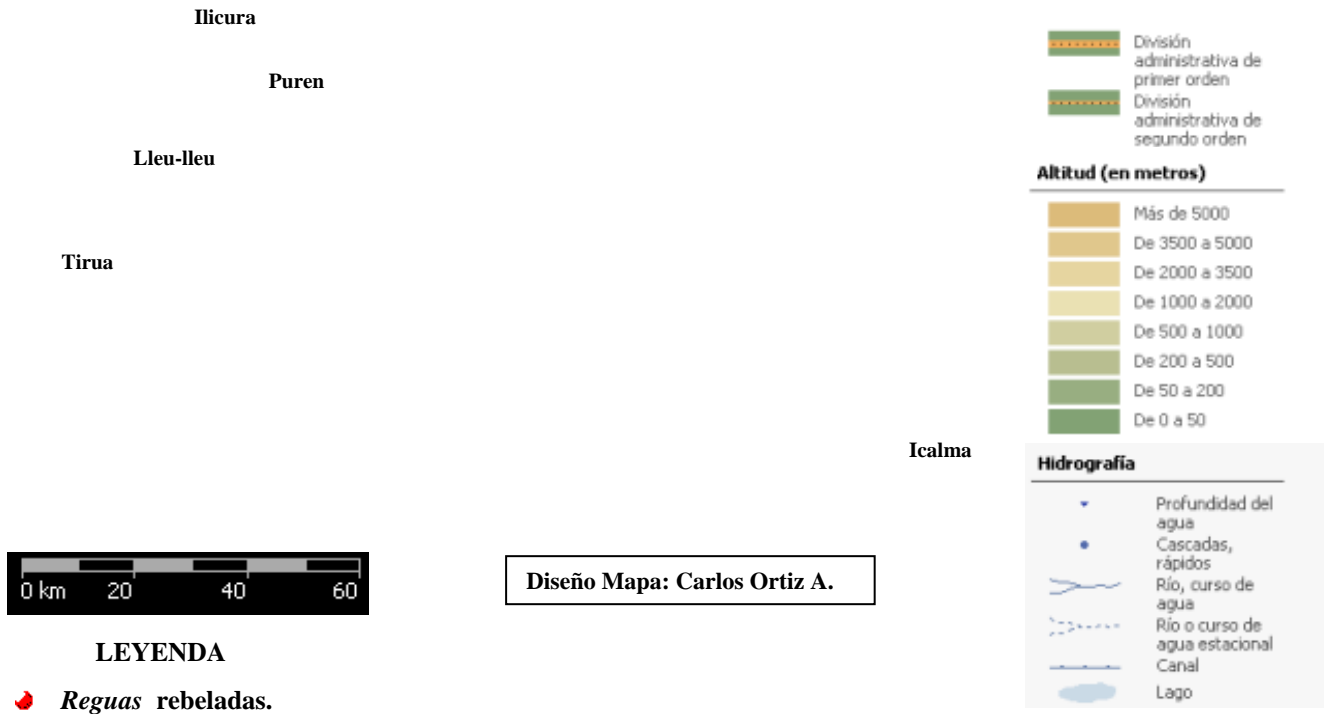 Ilicura
Puren
Lleu-lleu
Tirua
Icalma
0 km 20 40 60
Diseño Mapa: Carlos Ortiz A.
LEYENDA
Reguas rebeladas.
División
administrativa de
primer orden
División
administrativa de
segundo orden
Altitud (en metros)
Más de 5000
De 3500 a 5000
De 2000 a 3500
De 1000 a 2000
De 500 a 1000
De 200 a 500
De 50 a 200
De 0 a 50
Hidrografía
Profundidad del
agua
Cascadas,
rápidos
Río, curso de
agua
Río o curso de
agua estacional
Canal
Lago